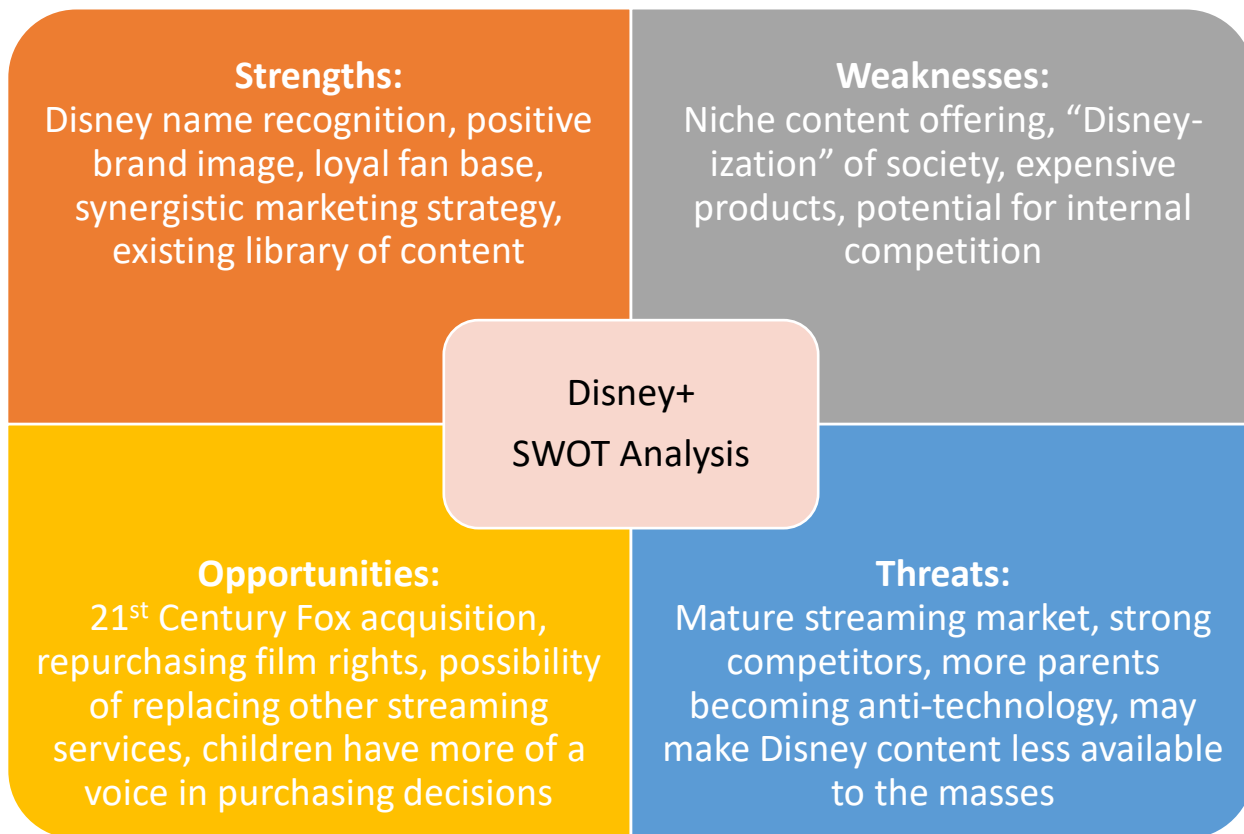 Strengths:
Disney name recognition, positive
brand image, loyal fan base,
synergistic marketing strategy,
existing library of content
Weaknesses:
Niche content offering, “Disney-
ization” of society, expensive
products, potential for internal
competition
Disney+
SWOT Analysis
Opportunities:
21st Century Fox acquisition,
repurchasing film rights, possibility
of replacing other streaming
services, children have more of a
voice in purchasing decisions
Threats:
Mature streaming market, strong
competitors, more parents
becoming anti-technology, may
make Disney content less available
to the masses